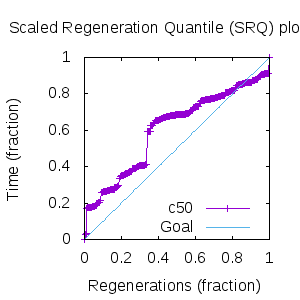 Scaled Regeneration Quantile (SRQ) plo
1
0.8
0.6
0.4
0.2
0
0 0.2 0.4 0.6 0.8 1
Time (fraction)
c50
Goal
Regenerations (fraction)